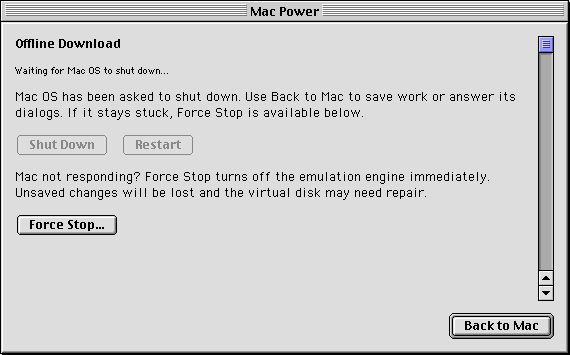 Mac Power
Offline Download
Waiting for Mac OS to shut down...
Mac OS has been asked to shut down. Use Back to Mac to save work or answer its
dialogs. If it stays stuck, Force Stop is available below.
Shut Down
Restart
Mac not responding? Force Stop turns off the emulation engine immediately.
Unsaved changes will be lost and the virtual disk may need repair.
Force Stop...
Back to Mac